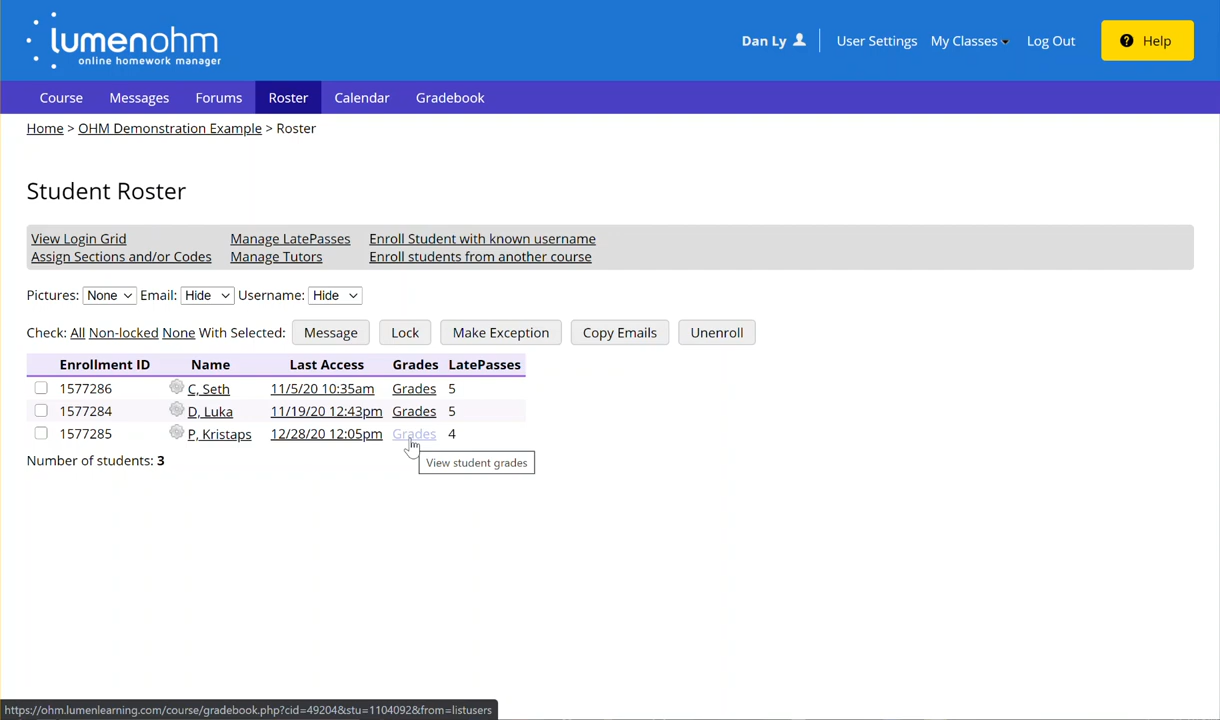 lumenohm
online homework manager
Dan Ly User Settings My Classes Log Out ? Help
Course Messages Forums Roster Calendar Gradebook
Home > OHM Demonstration Example > Roster
Student Roster
View Login Grid Manage LatePasses Enroll Student with known username
Assign Sections and/or Codes Manage Tutors Enroll students from another course
Pictures: None Email: Hide Username: Hide
Check: All Non-locked None With Selected: Message Lock Make Exception Copy Emails Unenroll
Enrollment ID Name Last Access Grades LatePasses
1577286 C, Seth 11/5/20 10:35am Grades 5
1577284 D, Luka 11/19/20 12:43pm Grades 5
1577285 P, Kristaps 12/28/20 12:05pm Grades 4
View student grades
Number of students: 3
https://ohm.lumenlearning.com/course/gradebook.php?cid=49204&stu=1104092&from=listusers